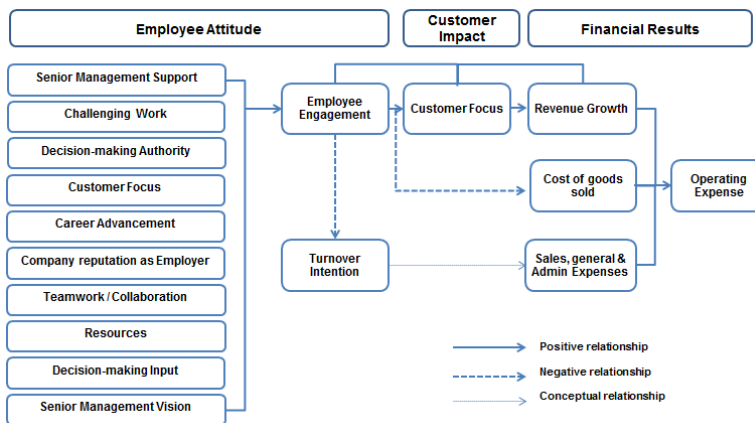 Employee Attitude
Customer
Impact
Financial Results
Senior Management Support
Challenging Work
Decision-making Authority
Customer Focus
Career Advancement
Company reputation as Employer
Teamwork / Collaboration
Resources
Decision-making Input
Senior Management Vision
Employee
Engagement
Customer Focus
Revenue Growth
Cost of goods
sold
Operating
Expense
Turnover
Intention
Sales, general &
Admin Expenses
Positive relationship
Negative relationship
Conceptual relationship